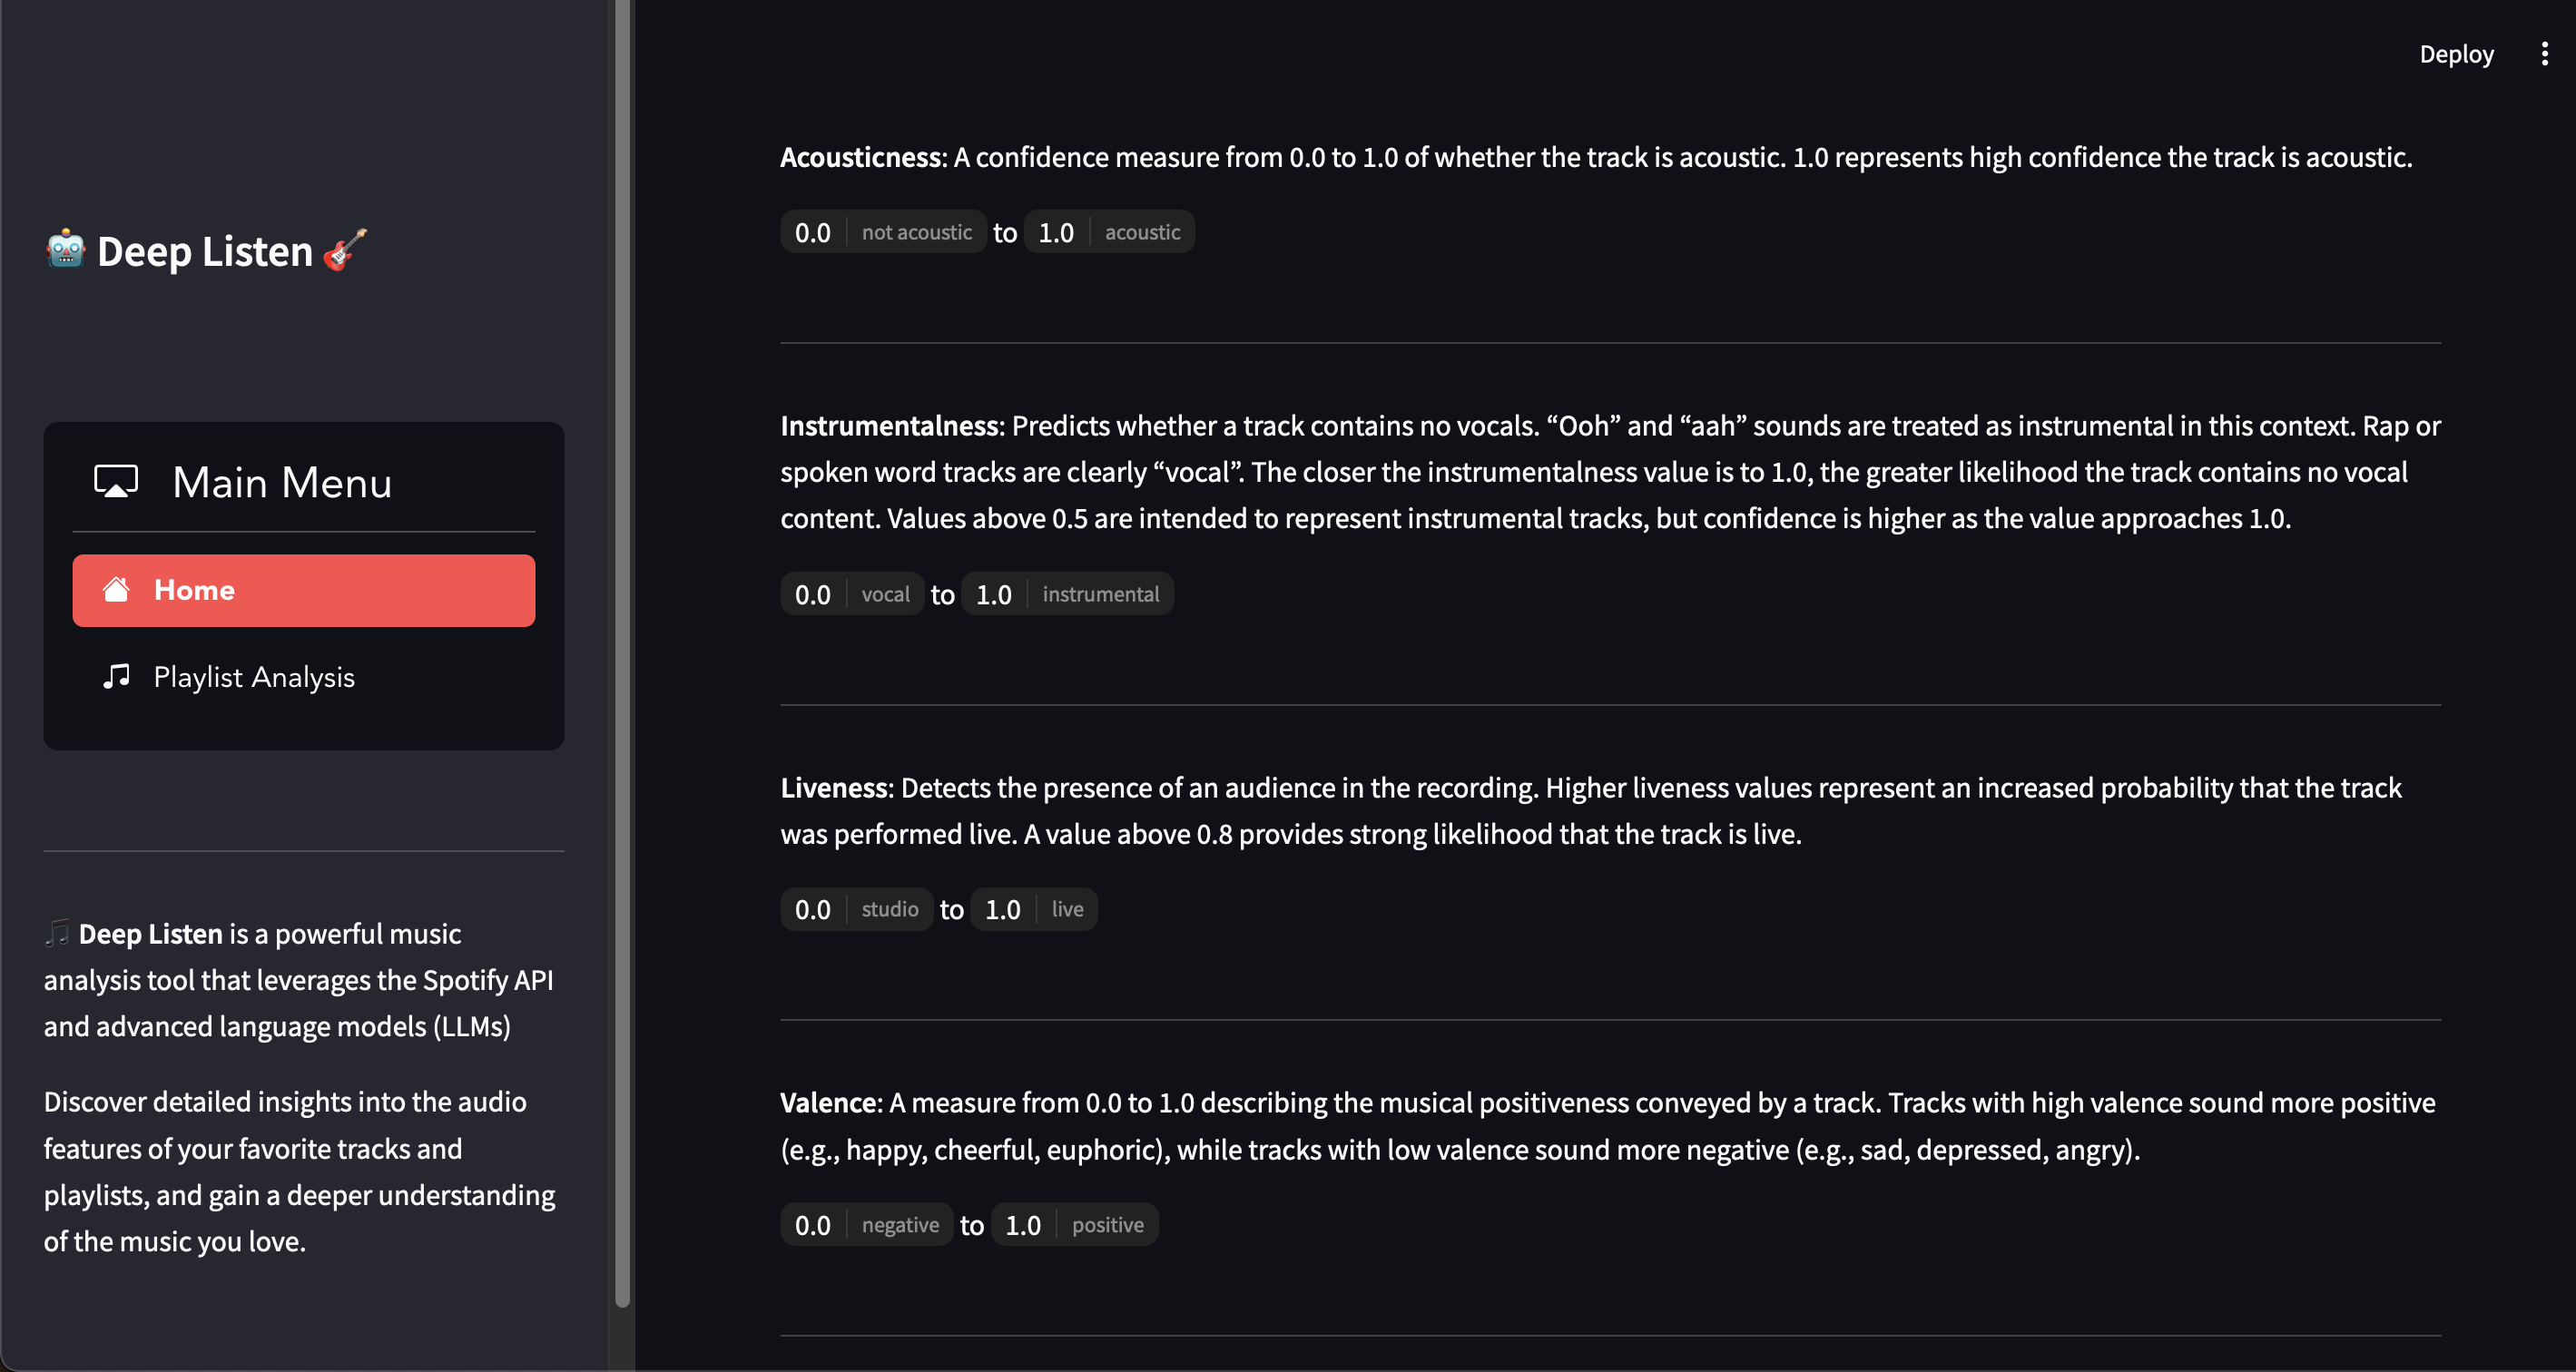 Deploy
Deep Listen
Main Menu
Home
Playlist Analysis
Deep Listen is a powerful music
analysis tool that leverages the Spotify API
and advanced language models (LLMs)
Discover detailed insights into the audio
features of your favorite tracks and
playlists, and gain a deeper understanding
of the music you love.
Acousticness: A confidence measure from 0.0 to 1.0 of whether the track is acoustic. 1.0 represents high confidence the track is acoustic.
0.0 not acoustic to 1.0 acoustic
Instrumentalness: Predicts whether a track contains no vocals. “Ooh” and “aah” sounds are treated as instrumental in this context. Rap or
spoken word tracks are clearly “vocal”. The closer the instrumentalness value is to 1.0, the greater likelihood the track contains no vocal
content. Values above 0.5 are intended to represent instrumental tracks, but confidence is higher as the value approaches 1.0.
0.0 vocal to 1.0 instrumental
Liveness: Detects the presence of an audience in the recording. Higher liveness values represent an increased probability that the track
was performed live. A value above 0.8 provides strong likelihood that the track is live.
0.0 studio to 1.0 live
Valence: A measure from 0.0 to 1.0 describing the musical positiveness conveyed by a track. Tracks with high valence sound more positive
(e.g., happy, cheerful, euphoric), while tracks with low valence sound more negative (e.g., sad, depressed, angry).
0.0 negative to 1.0 positive